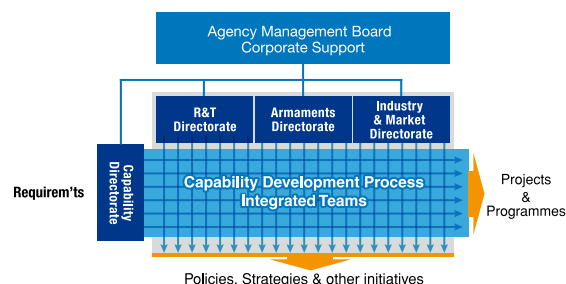 Agency Management Board
Corporate Support
R&T
Directorate
Armaments
Directorate
Industry
& Market
Directorate
Requirem'ts
Capability
Directorate
Capability Development Process
Integrated Teams
Projects
&
Programmes
Policies, Strategies & other initiatives